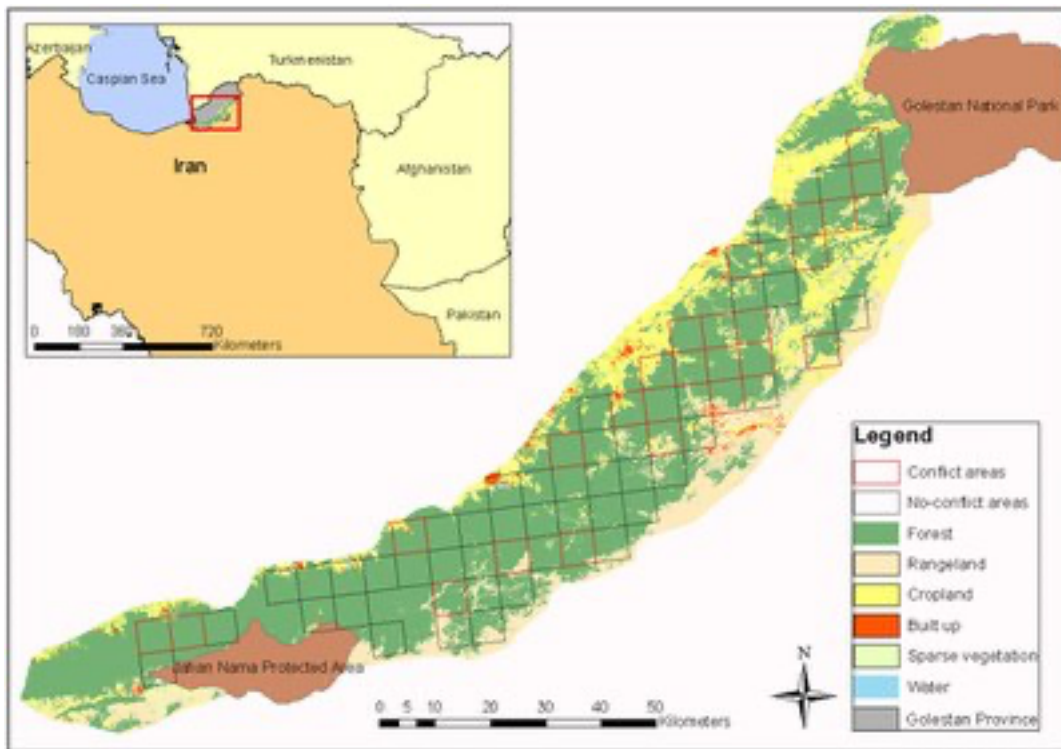 Azerbaijan
Caspian Sea
Turkmenistan
Iran
Afghanistan
Pakistan
0 180 360 720
Kilometers
Golestan National Park
Jahan Nama Protected Area
Legend
Conflict areas
No-conflict areas
Forest
Rangeland
Cropland
Built up
Sparse vegetation
Water
Golestan Province
N
0 5 10 20 30 40 50
Kilometers